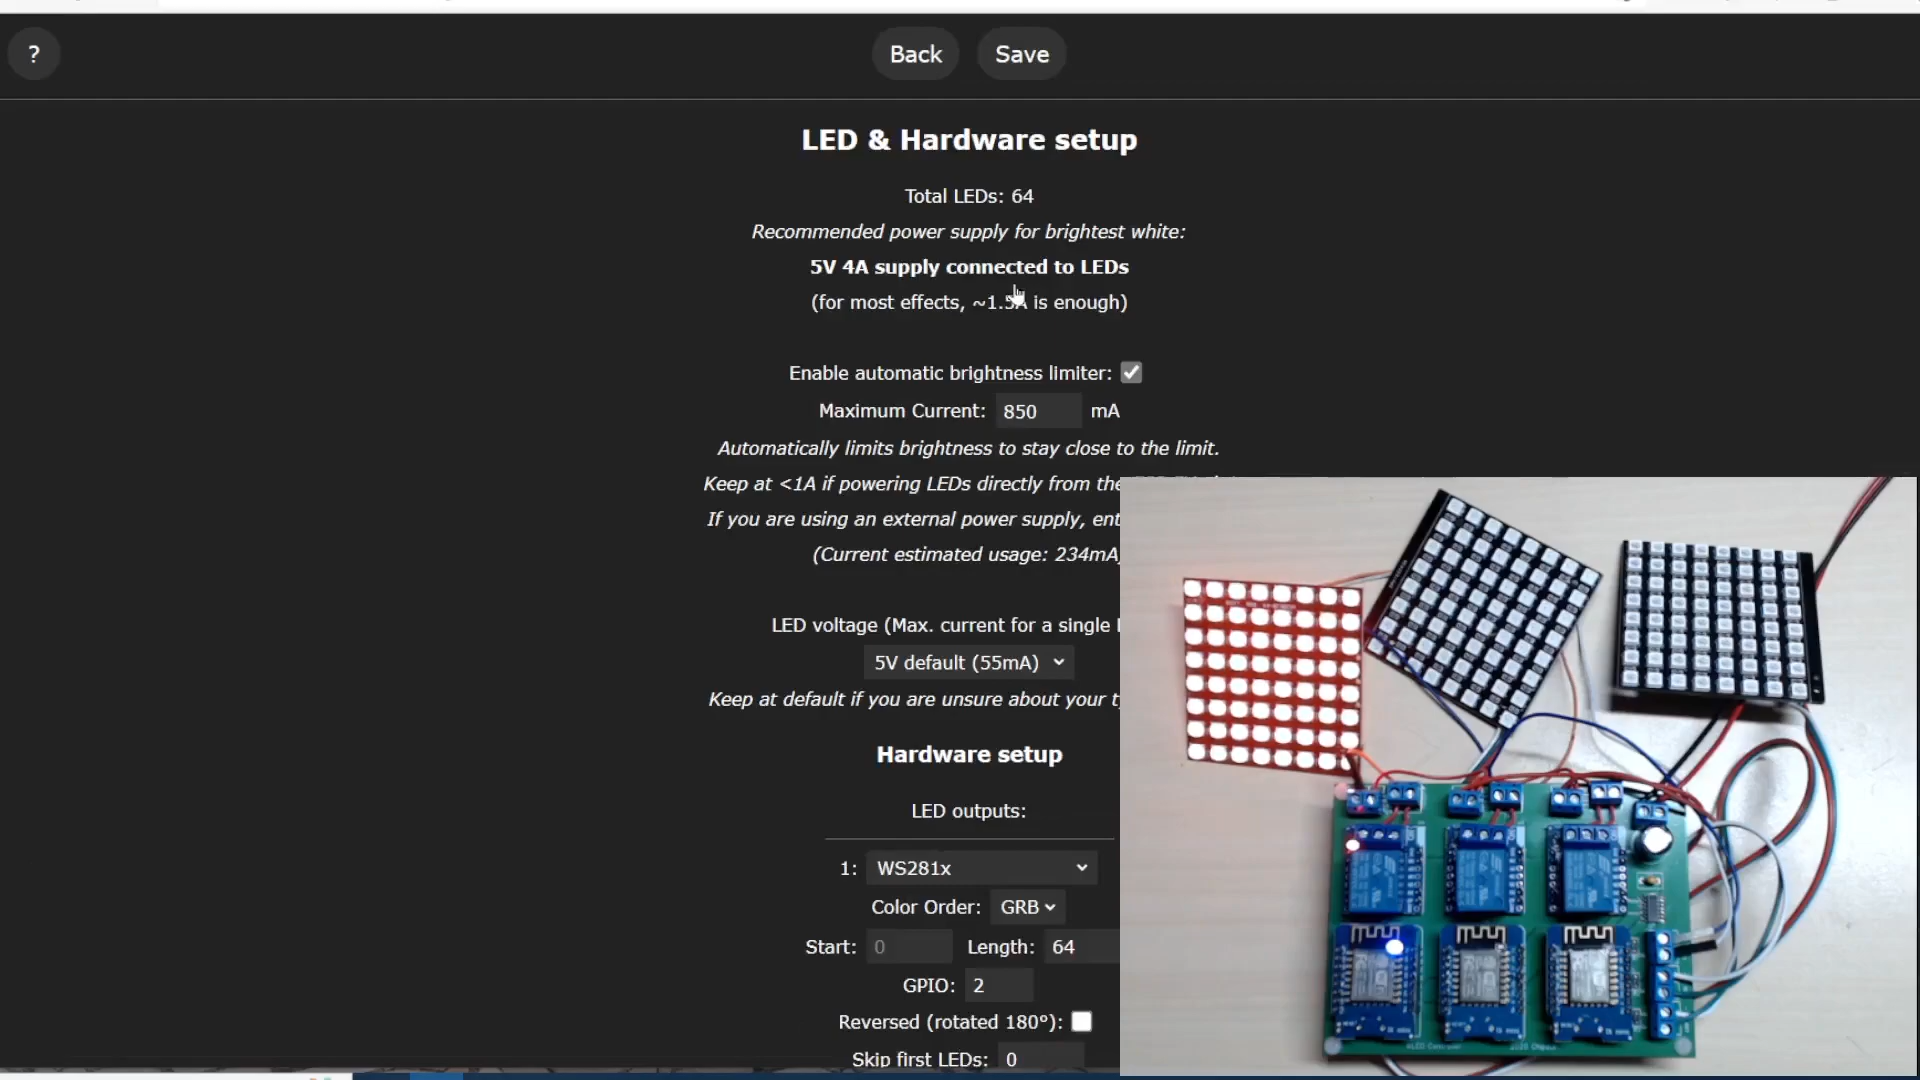 ?
Back
Save
LED & Hardware setup
Total LEDs: 64
Recommended power supply for brightest white:
5V 4A supply connected to LEDs
(for most effects, ~1.5A is enough)
Enable automatic brightness limiter:
Maximum Current: 850 mA
Automatically limits brightness to stay close to the limit.
Keep at <1A if powering LEDs directly from the
If you are using an external power supply, ent
(Current estimated usage: 234mA)
LED voltage (Max. current for a single
5V default (55mA)
Keep at default if you are unsure about your
Hardware setup
LED outputs:
1: WS281x
Color Order: GRB
Start: 0 Length: 64
GPIO: 2
Reversed (rotated 180°):
Skip first LEDs: 0